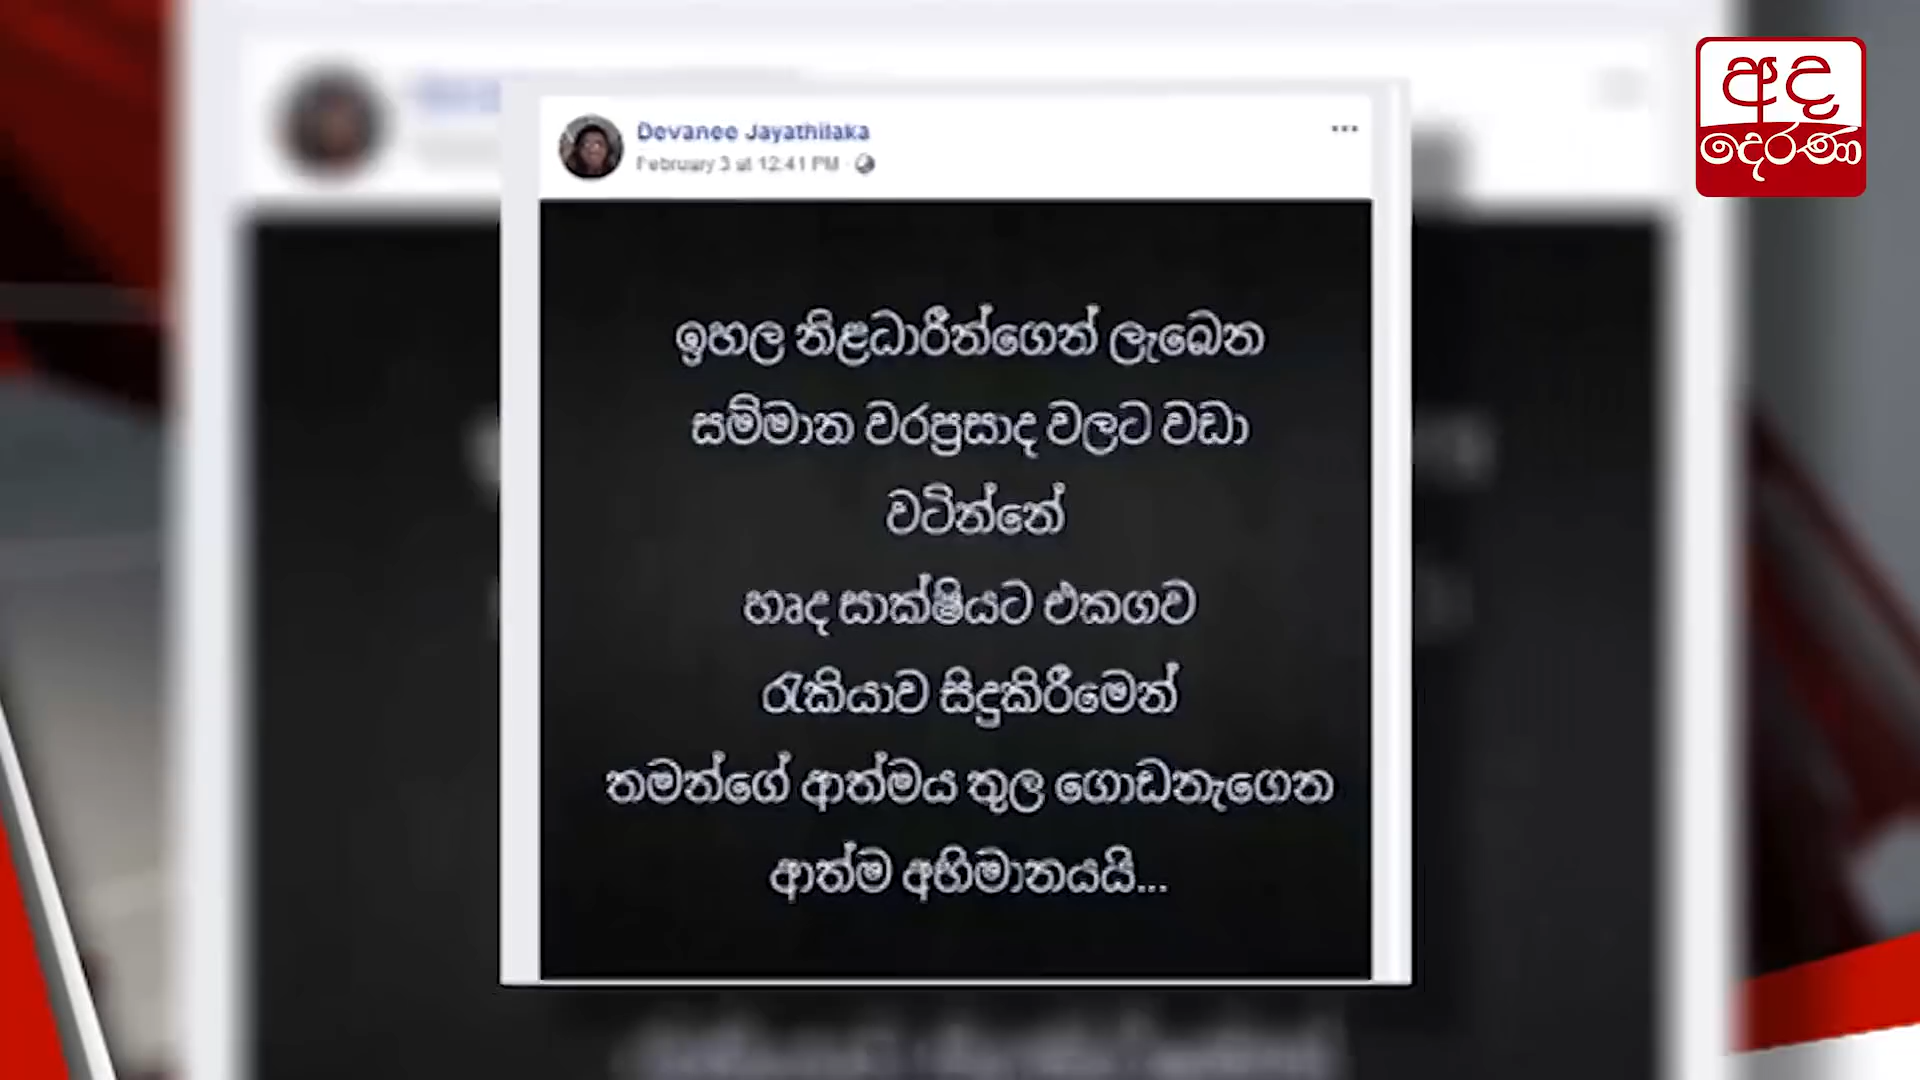 අද
දෙරණ
Devanee Jayathilaka
February 3 at 12:41 PM
ඉහල නිළධාරීන්ගෙන් ලැබෙන
සම්මාන වරප්‍රසාද වලට වඩා
වටින්නේ
හෘද සාක්ෂියට එකගව
රැකියාව සිදුකිරීමෙන්
තමන්ගේ ආත්මය තුල ගොඩනැගෙන
ආත්ම අභිමානයයි...